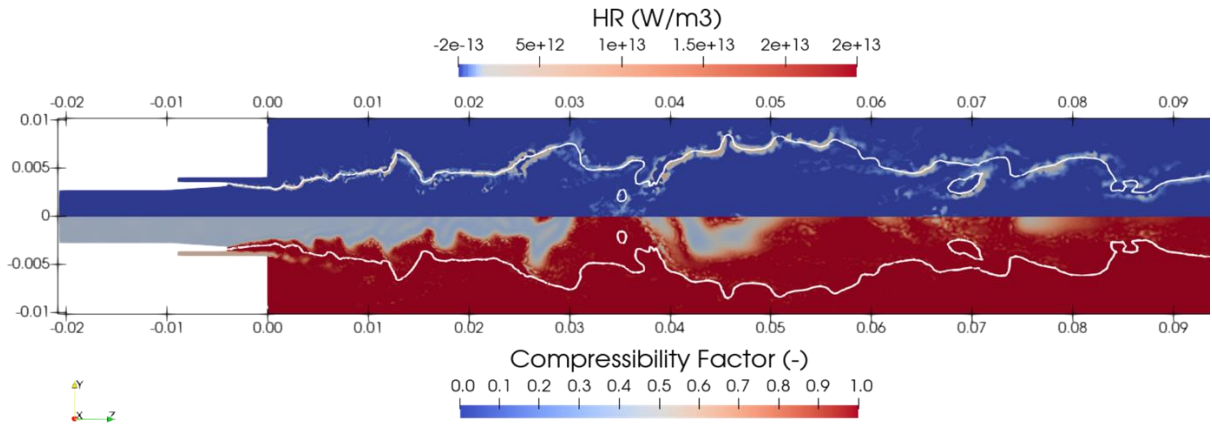 HR (W/m3)
-2e-13 5e+12 1e+13 1.5e+13 2e+13 2e+13
-0.02 -0.01 0.00 0.01 0.02 0.03 0.04 0.05 0.06 0.07 0.08 0.09
0.01
0.005
0
-0.005
-0.01
-0.02 -0.01 0.00 0.01 0.02 0.03 0.04 0.05 0.06 0.07 0.08 0.09
Compressibility Factor (-)
0.0 0.1 0.2 0.3 0.4 0.5 0.6 0.7 0.8 0.9 1.0
Y
X Z